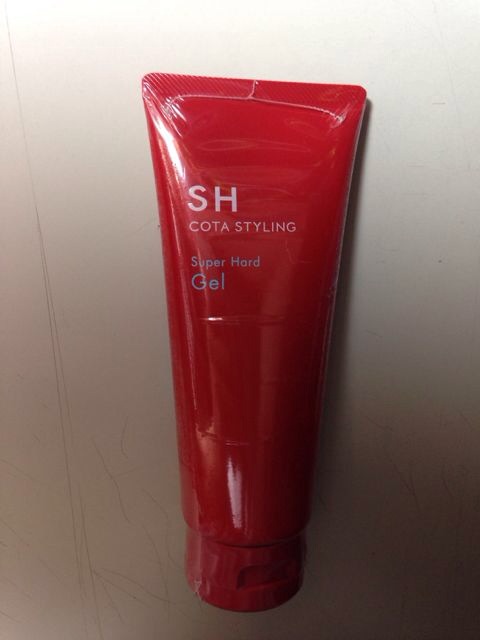 SH
COTA STYLING
Super Hard
Gel